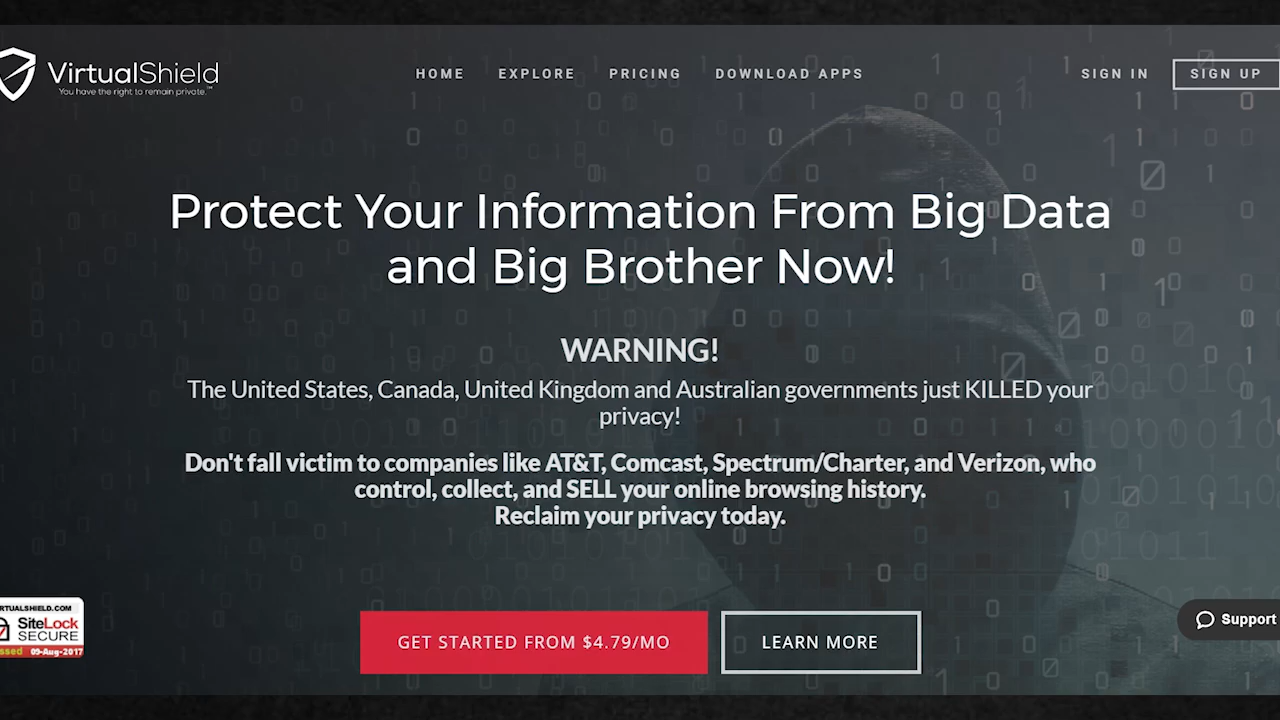 VirtualShield
You have the right to remain private.™
HOME EXPLORE PRICING DOWNLOAD APPS SIGN IN SIGN UP
Protect Your Information From Big Data
and Big Brother Now!
WARNING!
The United States, Canada, United Kingdom and Australian governments just KILLED your
privacy!
Don't fall victim to companies like AT&T, Comcast, Spectrum/Charter, and Verizon, who
control, collect, and SELL your online browsing history.
Reclaim your privacy today.
GET STARTED FROM $4.79/MO LEARN MORE
RTUALSHIELD.COM
SiteLock
SECURE
ssed 09-Aug-2017
Support